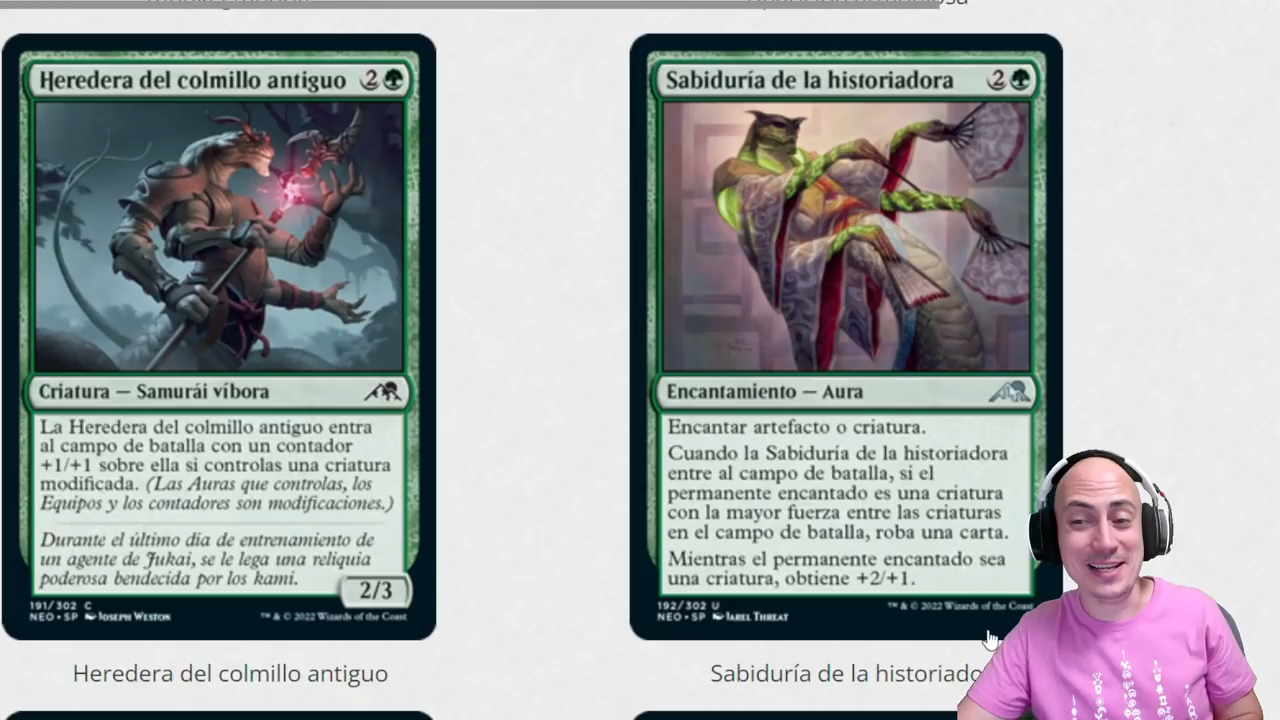 Heredera del colmillo antiguo 2
Criatura — Samurái víbora
La Heredera del colmillo antiguo entra
al campo de batalla con un contador
+1/+1 sobre ella si controlas una criatura
modificada. (Las Auras que controlas, los
Equipos y los contadores son modificaciones.)
Durante el último día de entrenamiento de
un agente de Jukai, se le lega una reliquia
poderosa bendecida por los kami.
2/3
191/302 C
NEO • SP Joseph Weston
™ & © 2022 Wizards of the Coast
Heredera del colmillo antiguo
Sabiduría de la historiadora 2
Encantamiento — Aura
Encantar artefacto o criatura.
Cuando la Sabiduría de la historiadora
entre al campo de batalla, si el
permanente encantado es una criatura
con la mayor fuerza entre las criaturas
en el campo de batalla, roba una carta.
Mientras el permanente encantado sea
una criatura, obtiene +2/+1.
192/302 U
NEO • SP Jabel Threat
™ & © 2022 Wizards of the Coast
Sabiduría de la historiado